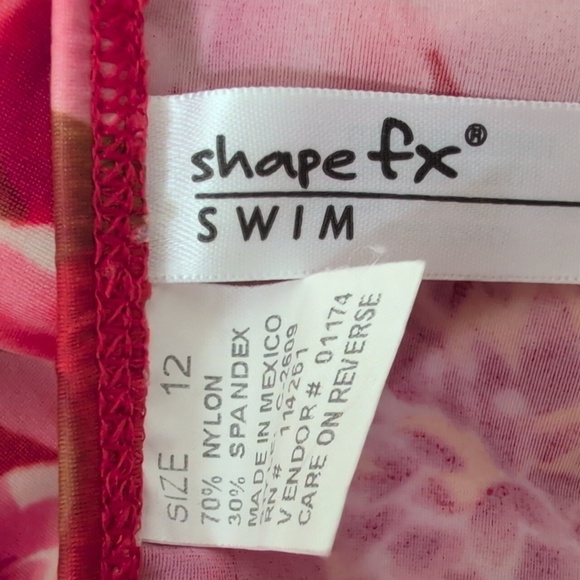 shape fx®
SWIM
SIZE 12
70% NYLON
30% SPANDEX
MADE IN MEXICO
C-2609
RN # 114261
VENDOR# 01174
CARE ON REVERSE